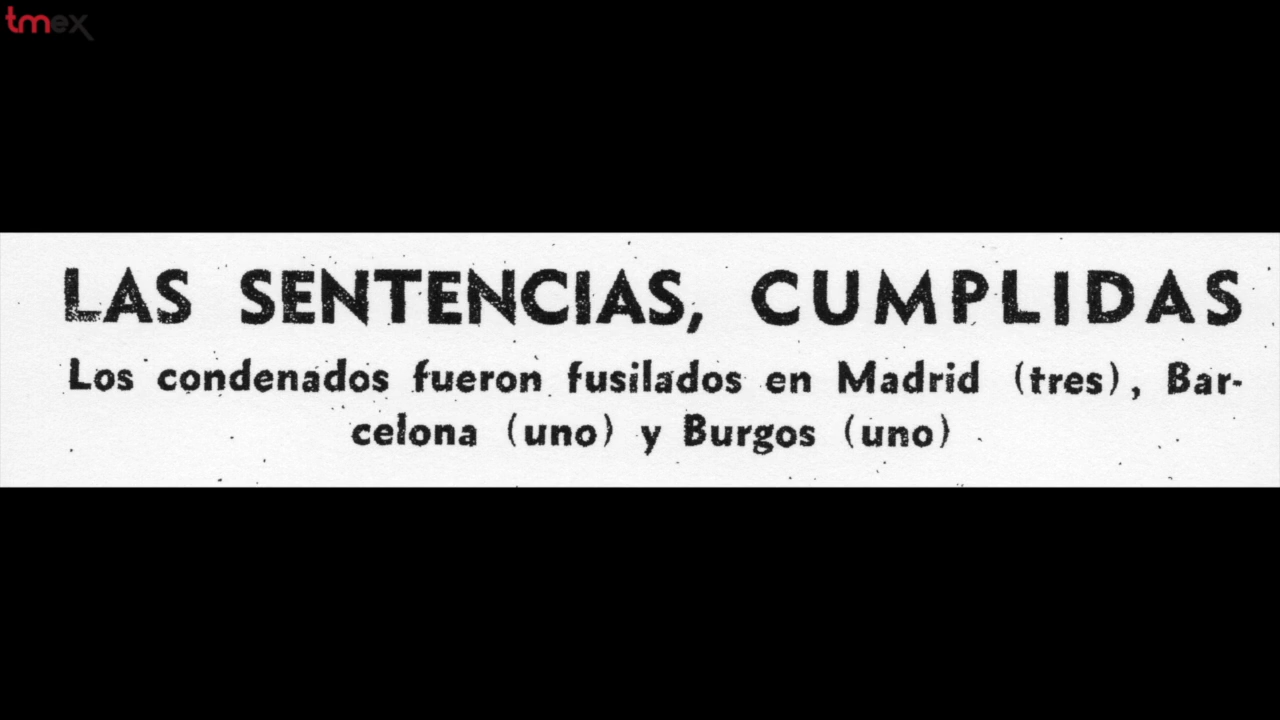 tmex
LAS SENTENCIAS, CUMPLIDAS
Los condenados fueron fusilados en Madrid (tres), Bar-
celona (uno) y Burgos (uno)